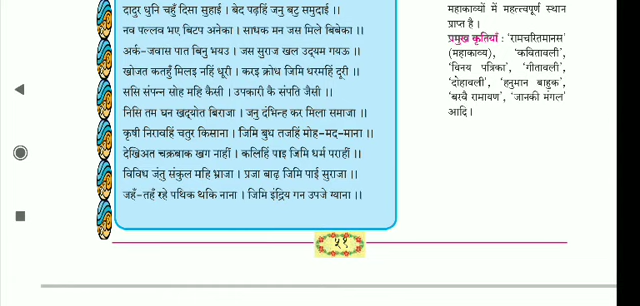 दादुर धुनि चहुँ दिसा सुहाई । बेद पढ़हिं जनु बटु समुदाई ।।
नव पल्लव भए बिटप अनेका । साधक मन जस मिले बिबेका ।।
अर्क-जवास पात बिनु भयउ । जस सुराज खल उद्यम गयऊ ।।
खोजत कतहुँ मिलइ नहिं धूरी । करइ क्रोध जिमि धरमहिं दूरी ।।
ससि संपन्न सोह महि कैसी । उपकारी कै संपति जैसी ।।
निसि तम घन खद्योत बिराजा । जनु दंभिन्ह कर मिला समाजा ।।
कृषी निरावहिं चतुर किसाना । जिमि बुध तजहिं मोह-मद-माना ।।
देखिअत चक्रबाक खग नाहीं । कलिहिं पाइ जिमि धर्म पराहीं ।।
विविध जंतु संकुल महि भ्राजा । प्रजा बाढ़ जिमि पाई सुराजा ।।
जहँ-तहँ रहे पथिक थकि नाना । जिमि इंद्रिय गन उपजे ग्याना ।।
महाकाव्यों में महत्त्वपूर्ण स्थान
प्राप्त है ।
प्रमुख कृतियाँ : ‘रामचरितमानस’
(महाकाव्य), ‘कवितावली’,
‘विनय पत्रिका’, ‘गीतावली’,
‘दोहावली’, ‘हनुमान बाहुक’,
‘बरवै रामायण’, ‘जानकी मंगल’
आदि ।
५१